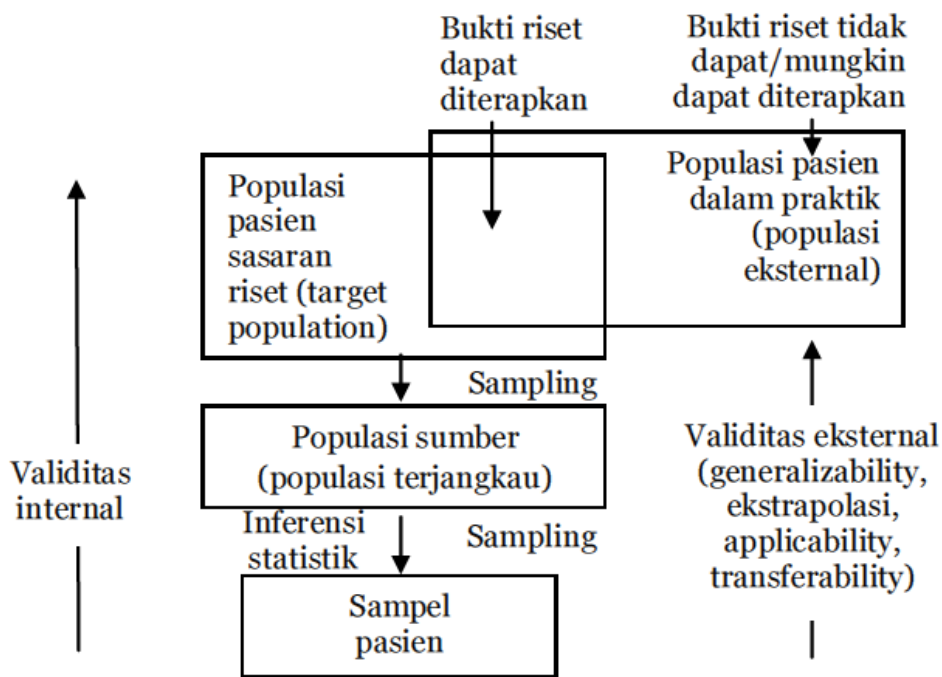 Bukti riset
dapat
diterapkan
Bukti riset tidak
dapat/mungkin
dapat diterapkan
Populasi
pasien
sasaran
riset (target
population)
Populasi pasien
dalam praktik
(populasi
eksternal)
Sampling
Populasi sumber
(populasi terjangkau)
Validitas
internal
Validitas eksternal
(generalizability,
ekstrapolasi,
applicability,
transferability)
Inferensi
statistik
Sampling
Sampel
pasien